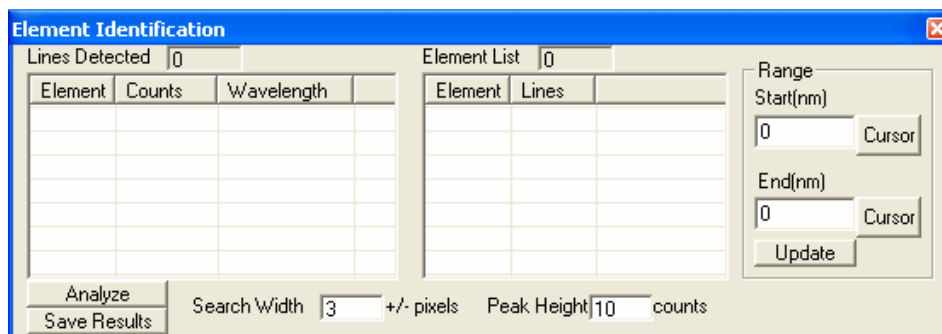 Element Identification
Lines Detected 0 Element List 0
Range
Element Counts Wavelength Element Lines
Start(nm)
0 Cursor
End(nm)
0 Cursor
Update
Analyze
Search Width 3 +/- pixels Peak Height 10 counts
Save Results